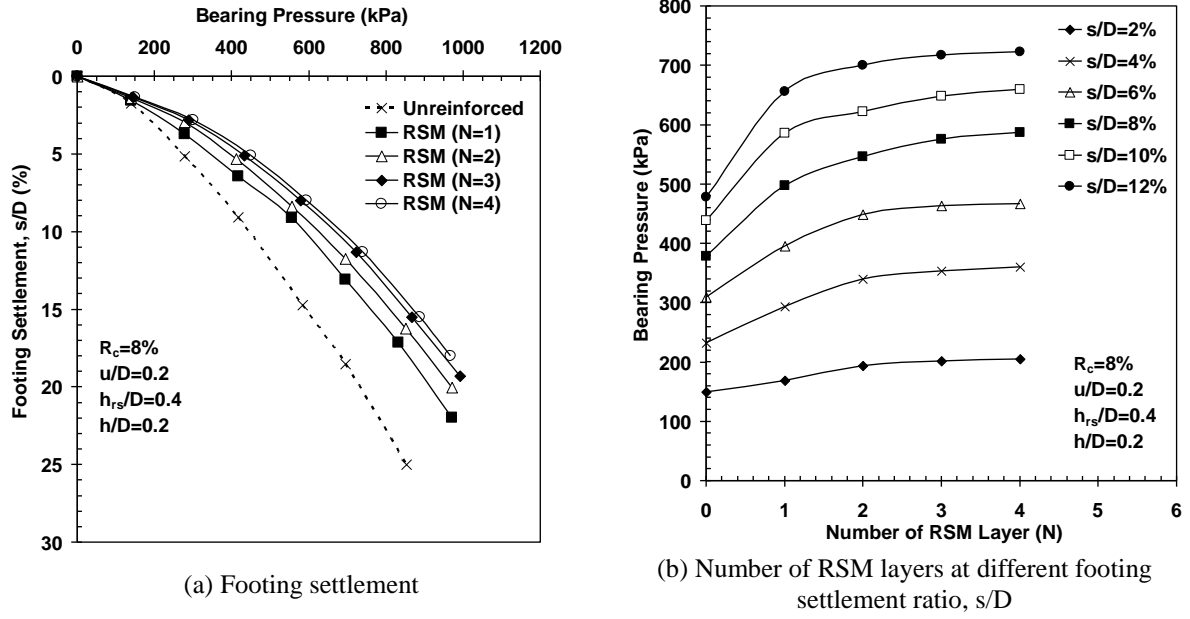 Bearing Pressure (kPa)
0 200 400 600 800 1000 1200
0
5
10
15
20
25
30
Footing Settlement, s/D (%)
Unreinforced
RSM (N=1)
RSM (N=2)
RSM (N=3)
RSM (N=4)
Rc=8%
u/D=0.2
hrs/D=0.4
h/D=0.2
(a) Footing settlement
800
700
600
500
400
300
200
100
0
Bearing Pressure (kPa)
s/D=2%
s/D=4%
s/D=6%
s/D=8%
s/D=10%
s/D=12%
Rc=8%
u/D=0.2
hrs/D=0.4
h/D=0.2
0 1 2 3 4 5 6
Number of RSM Layer (N)
(b) Number of RSM layers at different footing
settlement ratio, s/D